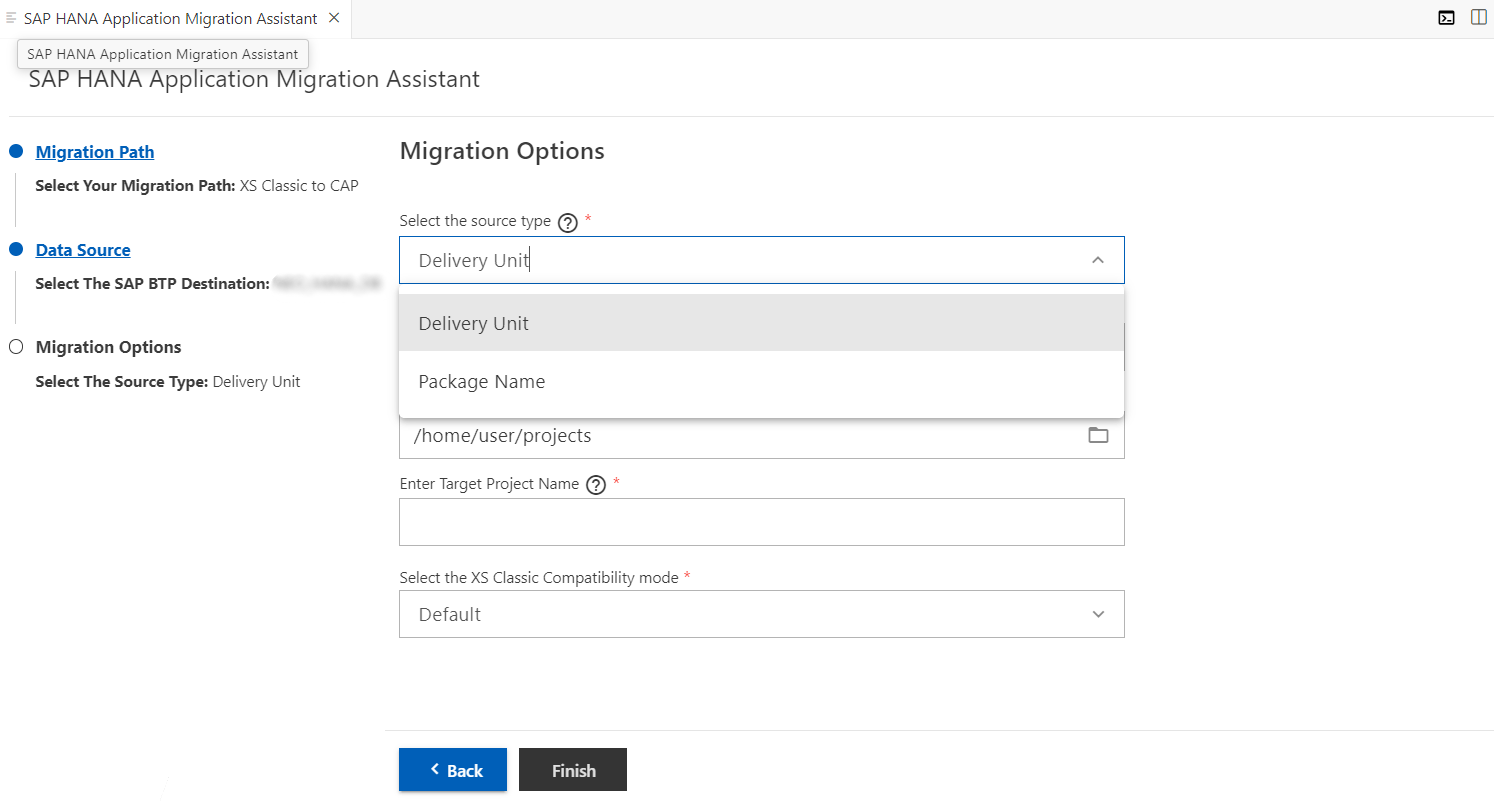 SAP HANA Application Migration Assistant
SAP HANA Application Migration Assistant
SAP HANA Application Migration Assistant
Migration Path
Select Your Migration Path: XS Classic to CAP
Data Source
Select The SAP BTP Destination:
Migration Options
Select The Source Type: Delivery Unit
Migration Options
Select the source type ? *
Delivery Unit
Delivery Unit
Package Name
/home/user/projects
Enter Target Project Name ? *
Select the XS Classic Compatibility mode *
Default
Back
Finish